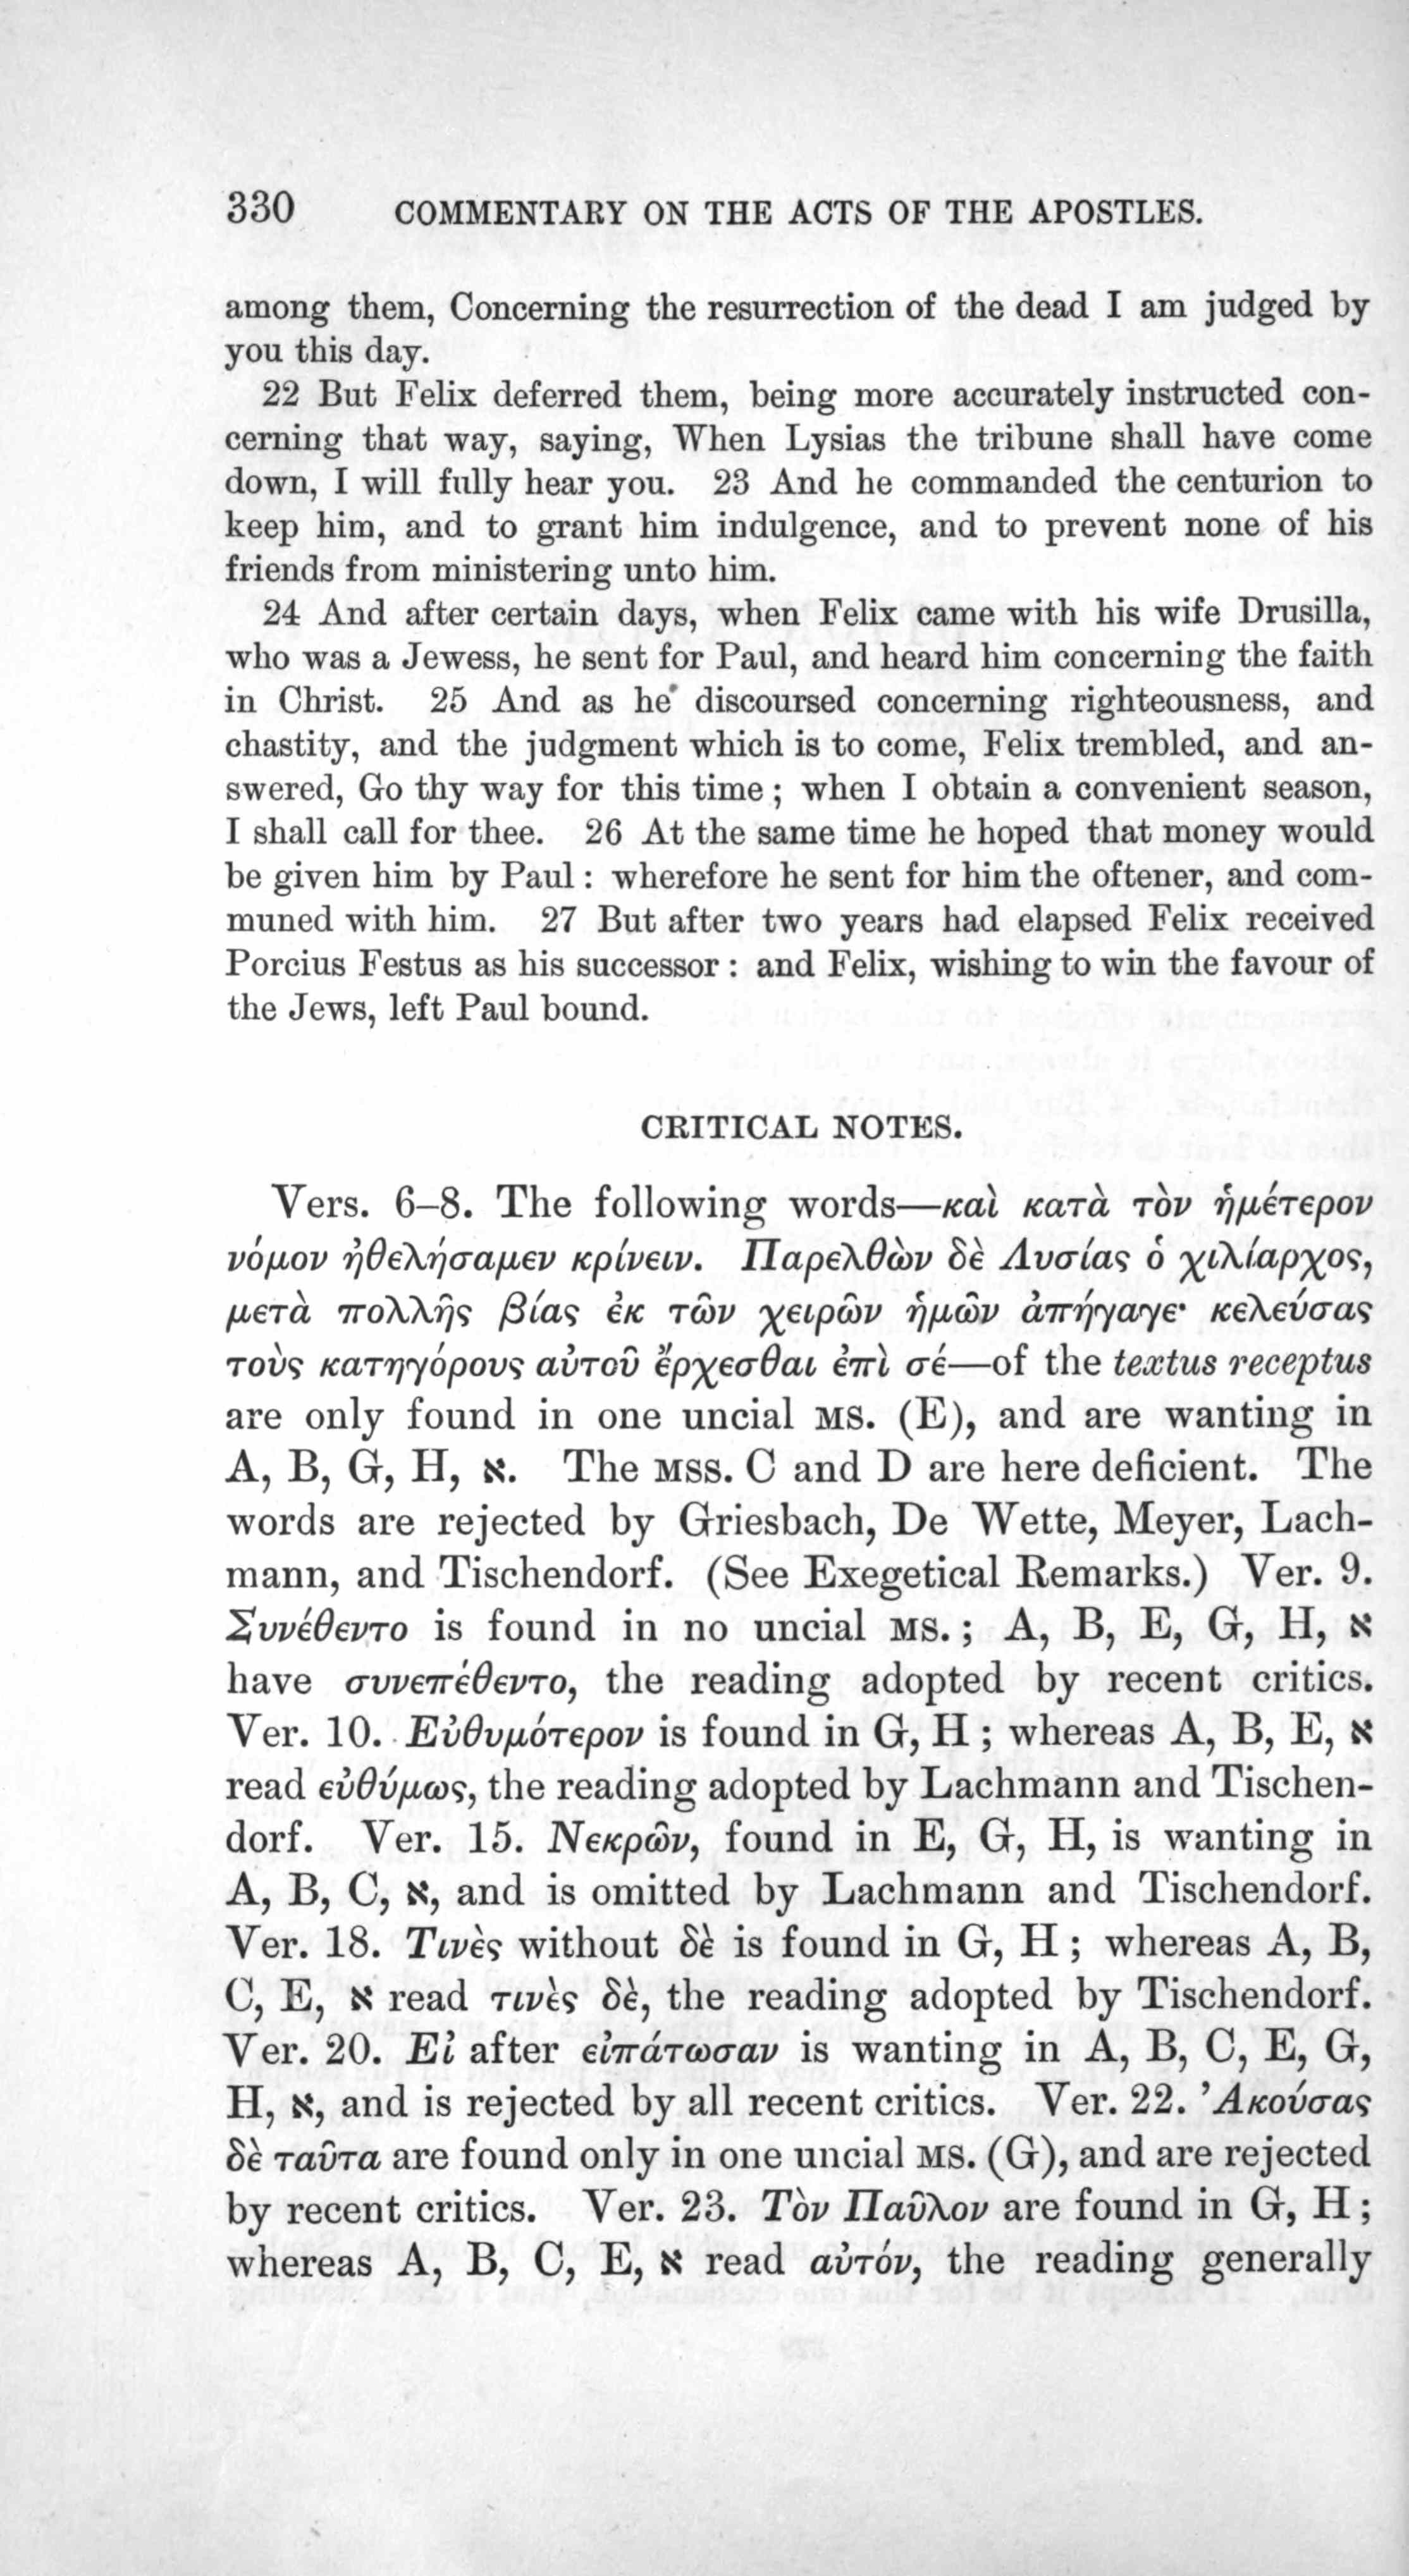 330 COMMENTARY ON THE ACTS OF THE APOSTLES.
among them, Concerning the resurrection of the dead I am judged by
you this day.
22 But Felix deferred them, being more accurately instructed con-
cerning that way, saying, When Lysias the tribune shall have come
down, I will fully hear you. 23 And he commanded the centurion to
keep him, and to grant him indulgence, and to prevent none of his
friends from ministering unto him.
24 And after certain days, when Felix came with his wife Drusilla,
who was a Jewess, he sent for Paul, and heard him concerning the faith
in Christ. 25 And as he discoursed concerning righteousness, and
chastity, and the judgment which is to come, Felix trembled, and an-
swered, Go thy way for this time; when I obtain a convenient season,
I shall call for thee. 26 At the same time he hoped that money would
be given him by Paul: wherefore he sent for him the oftener, and com-
muned with him. 27 But after two years had elapsed Felix received
Porcius Festus as his successor: and Felix, wishing to win the favour of
the Jews, left Paul bound.
CRITICAL NOTES.
Vers. 6–8. The following words—καὶ κατὰ τὸν ἡμέτερον
νόμον ἠθελήσαμεν κρίνειν. Παρελθὼν δὲ Λυσίας ὁ χιλίαρχος,
μετὰ πολλῆς βίας ἐκ τῶν χειρῶν ἡμῶν ἀπήγαγε· κελεύσας
τοὺς κατηγόρους αὐτοῦ ἔρχεσθαι ἐπὶ σέ—of the textus receptus
are only found in one uncial MS. (E), and are wanting in
A, B, G, H, א. The MSS. C and D are here deficient. The
words are rejected by Griesbach, De Wette, Meyer, Lach-
mann, and Tischendorf. (See Exegetical Remarks.) Ver. 9.
Συνέθεντο is found in no uncial MS.; A, B, E, G, H, א
have συνεπέθεντο, the reading adopted by recent critics.
Ver. 10. Εὐθυμότερον is found in G, H; whereas A, B, E, א
read εὐθύμως, the reading adopted by Lachmann and Tischen-
dorf. Ver. 15. Νεκρῶν, found in E, G, H, is wanting in
A, B, C, א, and is omitted by Lachmann and Tischendorf.
Ver. 18. Τινὲς without δὲ is found in G, H; whereas A, B,
C, E, א read τινὲς δὲ, the reading adopted by Tischendorf.
Ver. 20. Εἰ after εἰπάτωσαν is wanting in A, B, C, E, G,
H, א, and is rejected by all recent critics. Ver. 22. Ἀκούσας
δὲ ταῦτα are found only in one uncial MS. (G), and are rejected
by recent critics. Ver. 23. Τὸν Παῦλον are found in G, H;
whereas A, B, C, E, א read αὐτόν, the reading generally